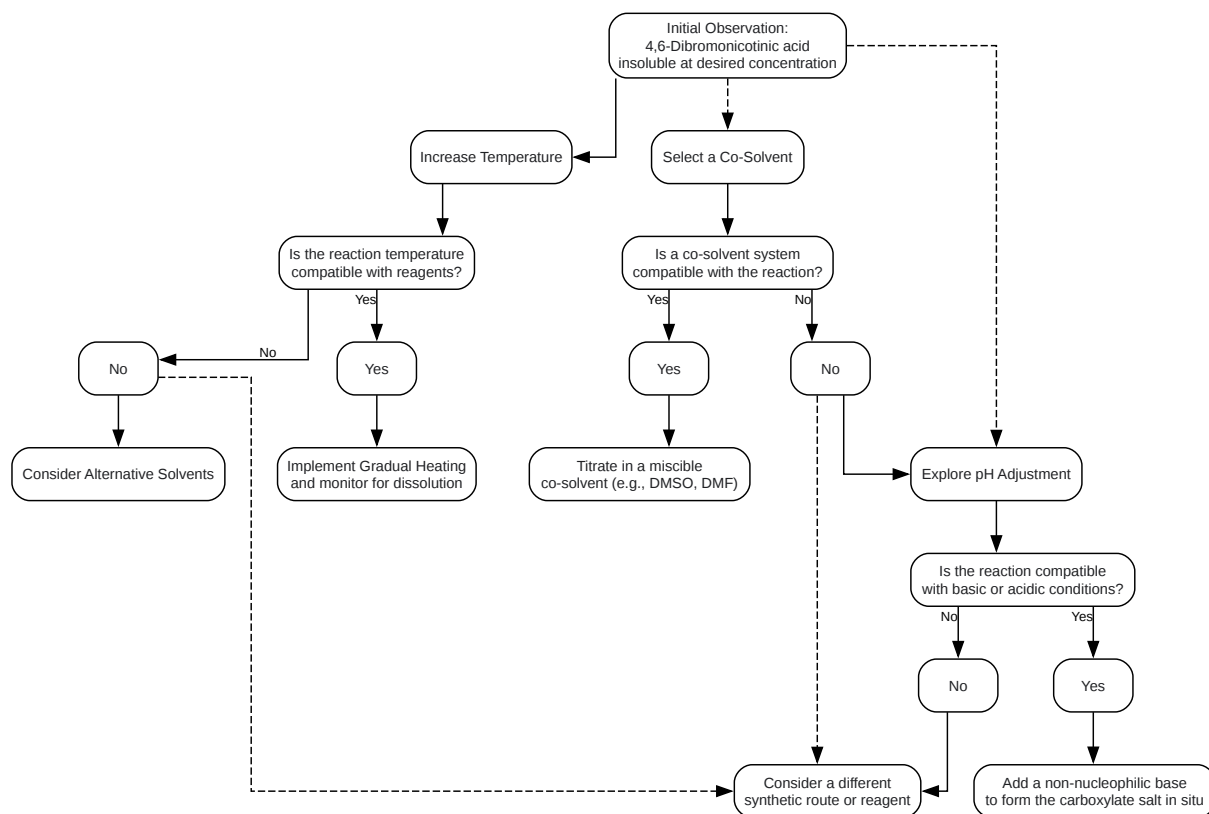 Initial Observation:
4,6-Dibromonicotinic acid
insoluble at desired concentration
Increase Temperature
Select a Co-Solvent
Is the reaction temperature
compatible with reagents?
Is a co-solvent system
compatible with the reaction?
Yes
No
Yes
No
No
Yes
Yes
No
Consider Alternative Solvents
Implement Gradual Heating
and monitor for dissolution
Titrate in a miscible
co-solvent (e.g., DMSO, DMF)
Explore pH Adjustment
Is the reaction compatible
with basic or acidic conditions?
No
Yes
No
Yes
Consider a different
synthetic route or reagent
Add a non-nucleophilic base
to form the carboxylate salt in situ